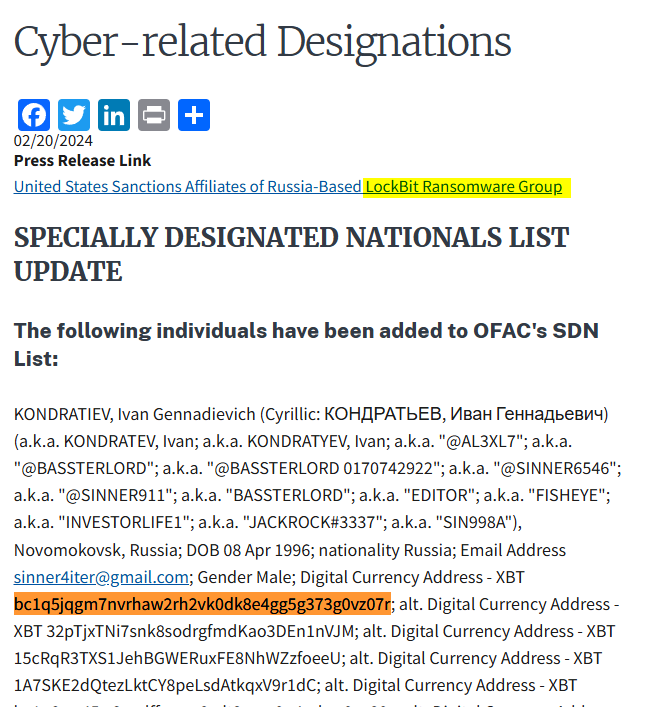 Cyber-related Designations
02/20/2024
Press Release Link
United States Sanctions Affiliates of Russia-Based LockBit Ransomware Group
SPECIALLY DESIGNATED NATIONALS LIST
UPDATE
The following individuals have been added to OFAC's SDN
List:
KONDRATIEV, Ivan Gennadievich (Cyrillic: КОНДРАТЬЕВ, Иван Геннадьевич)
(a.k.a. KONDRATEV, Ivan; a.k.a. KONDRATYEV, Ivan; a.k.a. "@AL3XL7"; a.k.a.
"@BASSTERLORD"; a.k.a. "@BASSTERLORD 0170742922"; a.k.a. "@SINNER6546";
a.k.a. "@SINNER911"; a.k.a. "BASSTERLORD"; a.k.a. "EDITOR"; a.k.a. "FISHEYE";
a.k.a. "INVESTORLIFE1"; a.k.a. "JACKROCK#3337"; a.k.a. "SIN998A"),
Novomokovsk, Russia; DOB 08 Apr 1996; nationality Russia; Email Address
sinner4iter@gmail.com; Gender Male; Digital Currency Address - XBT
bc1q5jqgm7nvrhaw2rh2vk0dk8e4gg5g373g0vz07r; alt. Digital Currency Address -
XBT 32pTjxTNi7snk8sodrgfmdKao3DEn1nVJM; alt. Digital Currency Address - XBT
15cRqR3TXS1JehBGWERuxFE8NhWZzfoeeU; alt. Digital Currency Address - XBT
1A7SKE2dQtezLktCY8peLsdAtkqxV9r1dC; alt. Digital Currency Address - XBT